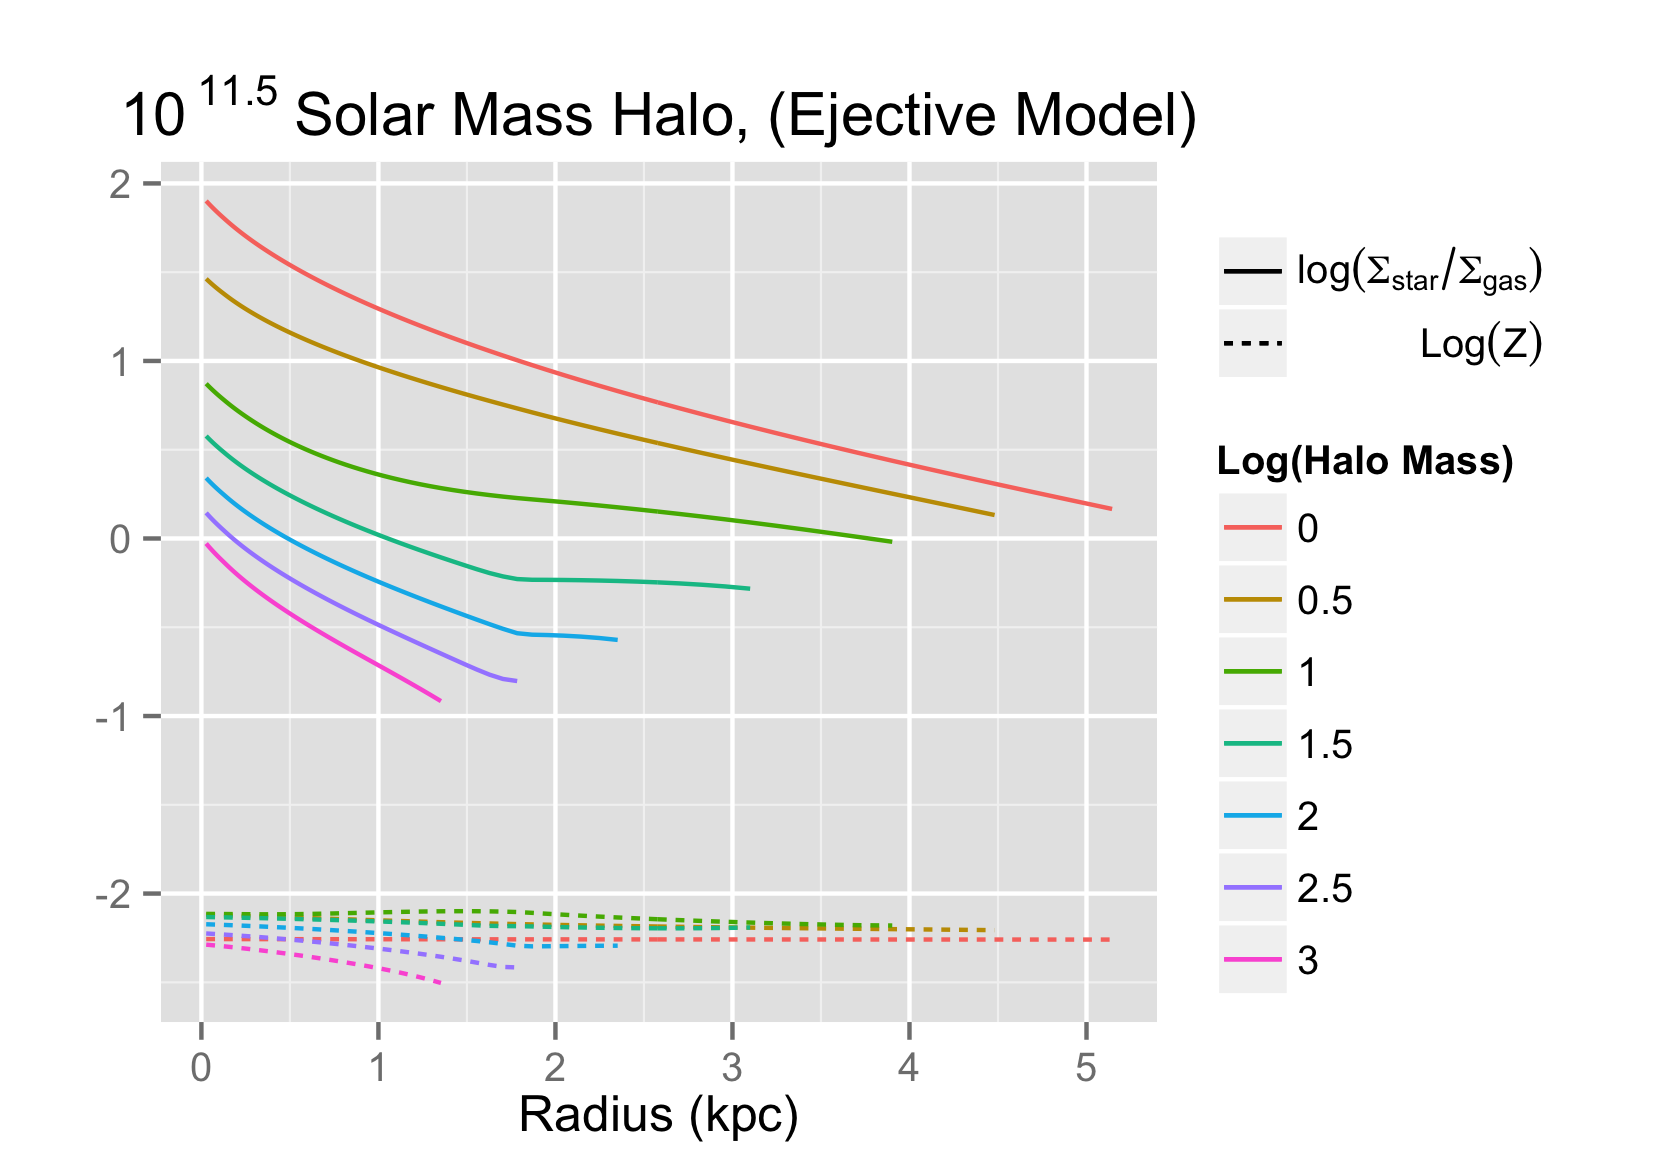 10^11.5 Solar Mass Halo, (Ejective Model)
2
1
0
-1
-2
0 1 2 3 4 5
Radius (kpc)
log(Σstar/Σgas)
Log(Z)
Log(Halo Mass)
0
0.5
1
1.5
2
2.5
3